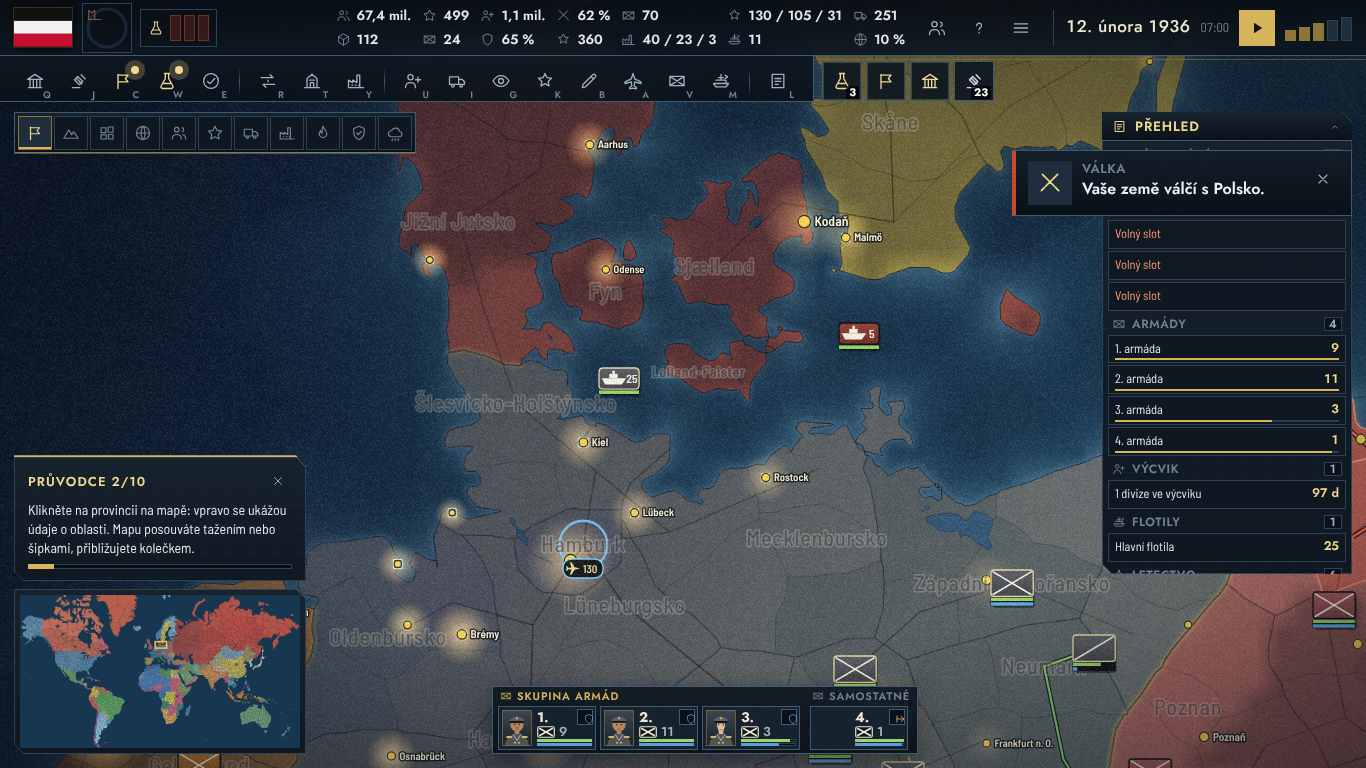 67,4 mil.
499
1,1 mil.
62 %
70
130 / 105 / 31
251
112
24
65 %
360
40 / 23 / 3
11
10 %
?
12. února 1936
07:00
Q
J
C
W
E
R
T
Y
U
I
G
K
B
A
V
M
L
3
23
PŘEHLED
VÁLKA
Vaše země válčí s Polsko.
Volný slot
Volný slot
Volný slot
ARMÁDY
4
1. armáda
9
2. armáda
11
3. armáda
3
4. armáda
1
VÝCVIK
1
1 divize ve výcviku
97 d
FLOTILY
1
Hlavní flotila
25
Skåne
Aarhus
Jižní Jutsko
Kodaň
Malmö
Odense
Sjælland
Fyn
5
25
Lolland-Falster
Šlesvicko-Holštýnsko
Kiel
Rostock
Lübeck
Hamburk
130
Mecklenbursko
Lüneburgsko
Oldenbursko
Brémy
Osnabrück
Frankfurt n. O.
Poznaň
Poznaň
PRŮVODCE 2/10
Klikněte na provincii na mapě: vpravo se ukážou
údaje o oblasti. Mapu posouváte tažením nebo
šipkami, přibližujete kolečkem.
SKUPINA ARMÁD
SAMOSTATNÉ
1.
9
2.
11
3.
3
4.
1